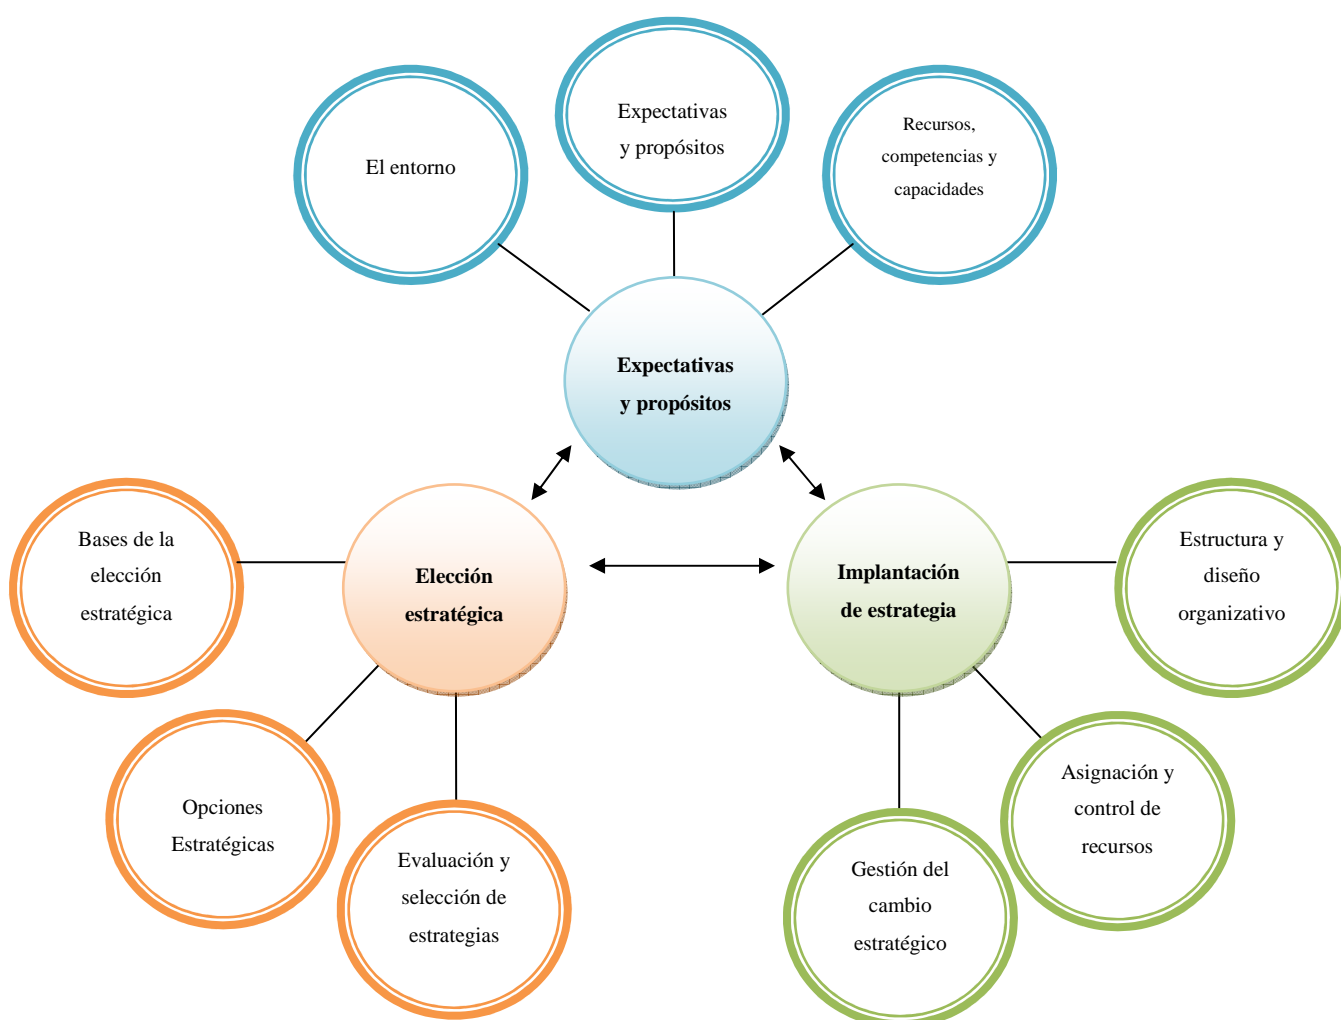 El entorno
Expectativas
y propósitos
Recursos,
competencias y
capacidades
Expectativas
y propósitos
Bases de la
elección
estratégica
Elección
estratégica
Implantación
de estrategia
Estructura y
diseño
organizativo
Opciones
Estratégicas
Evaluación y
selección de
estrategias
Gestión del
cambio
estratégico
Asignación y
control de
recursos